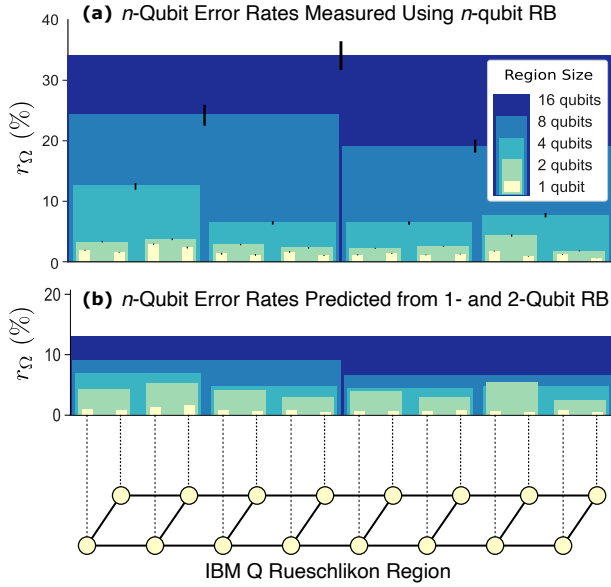 (a) n-Qubit Error Rates Measured Using n-qubit RB
40
30
20
10
0
rΩ (%)
Region Size
16 qubits
8 qubits
4 qubits
2 qubits
1 qubit
(b) n-Qubit Error Rates Predicted from 1- and 2-Qubit RB
20
10
0
rΩ (%)
IBM Q Rueschlikon Region